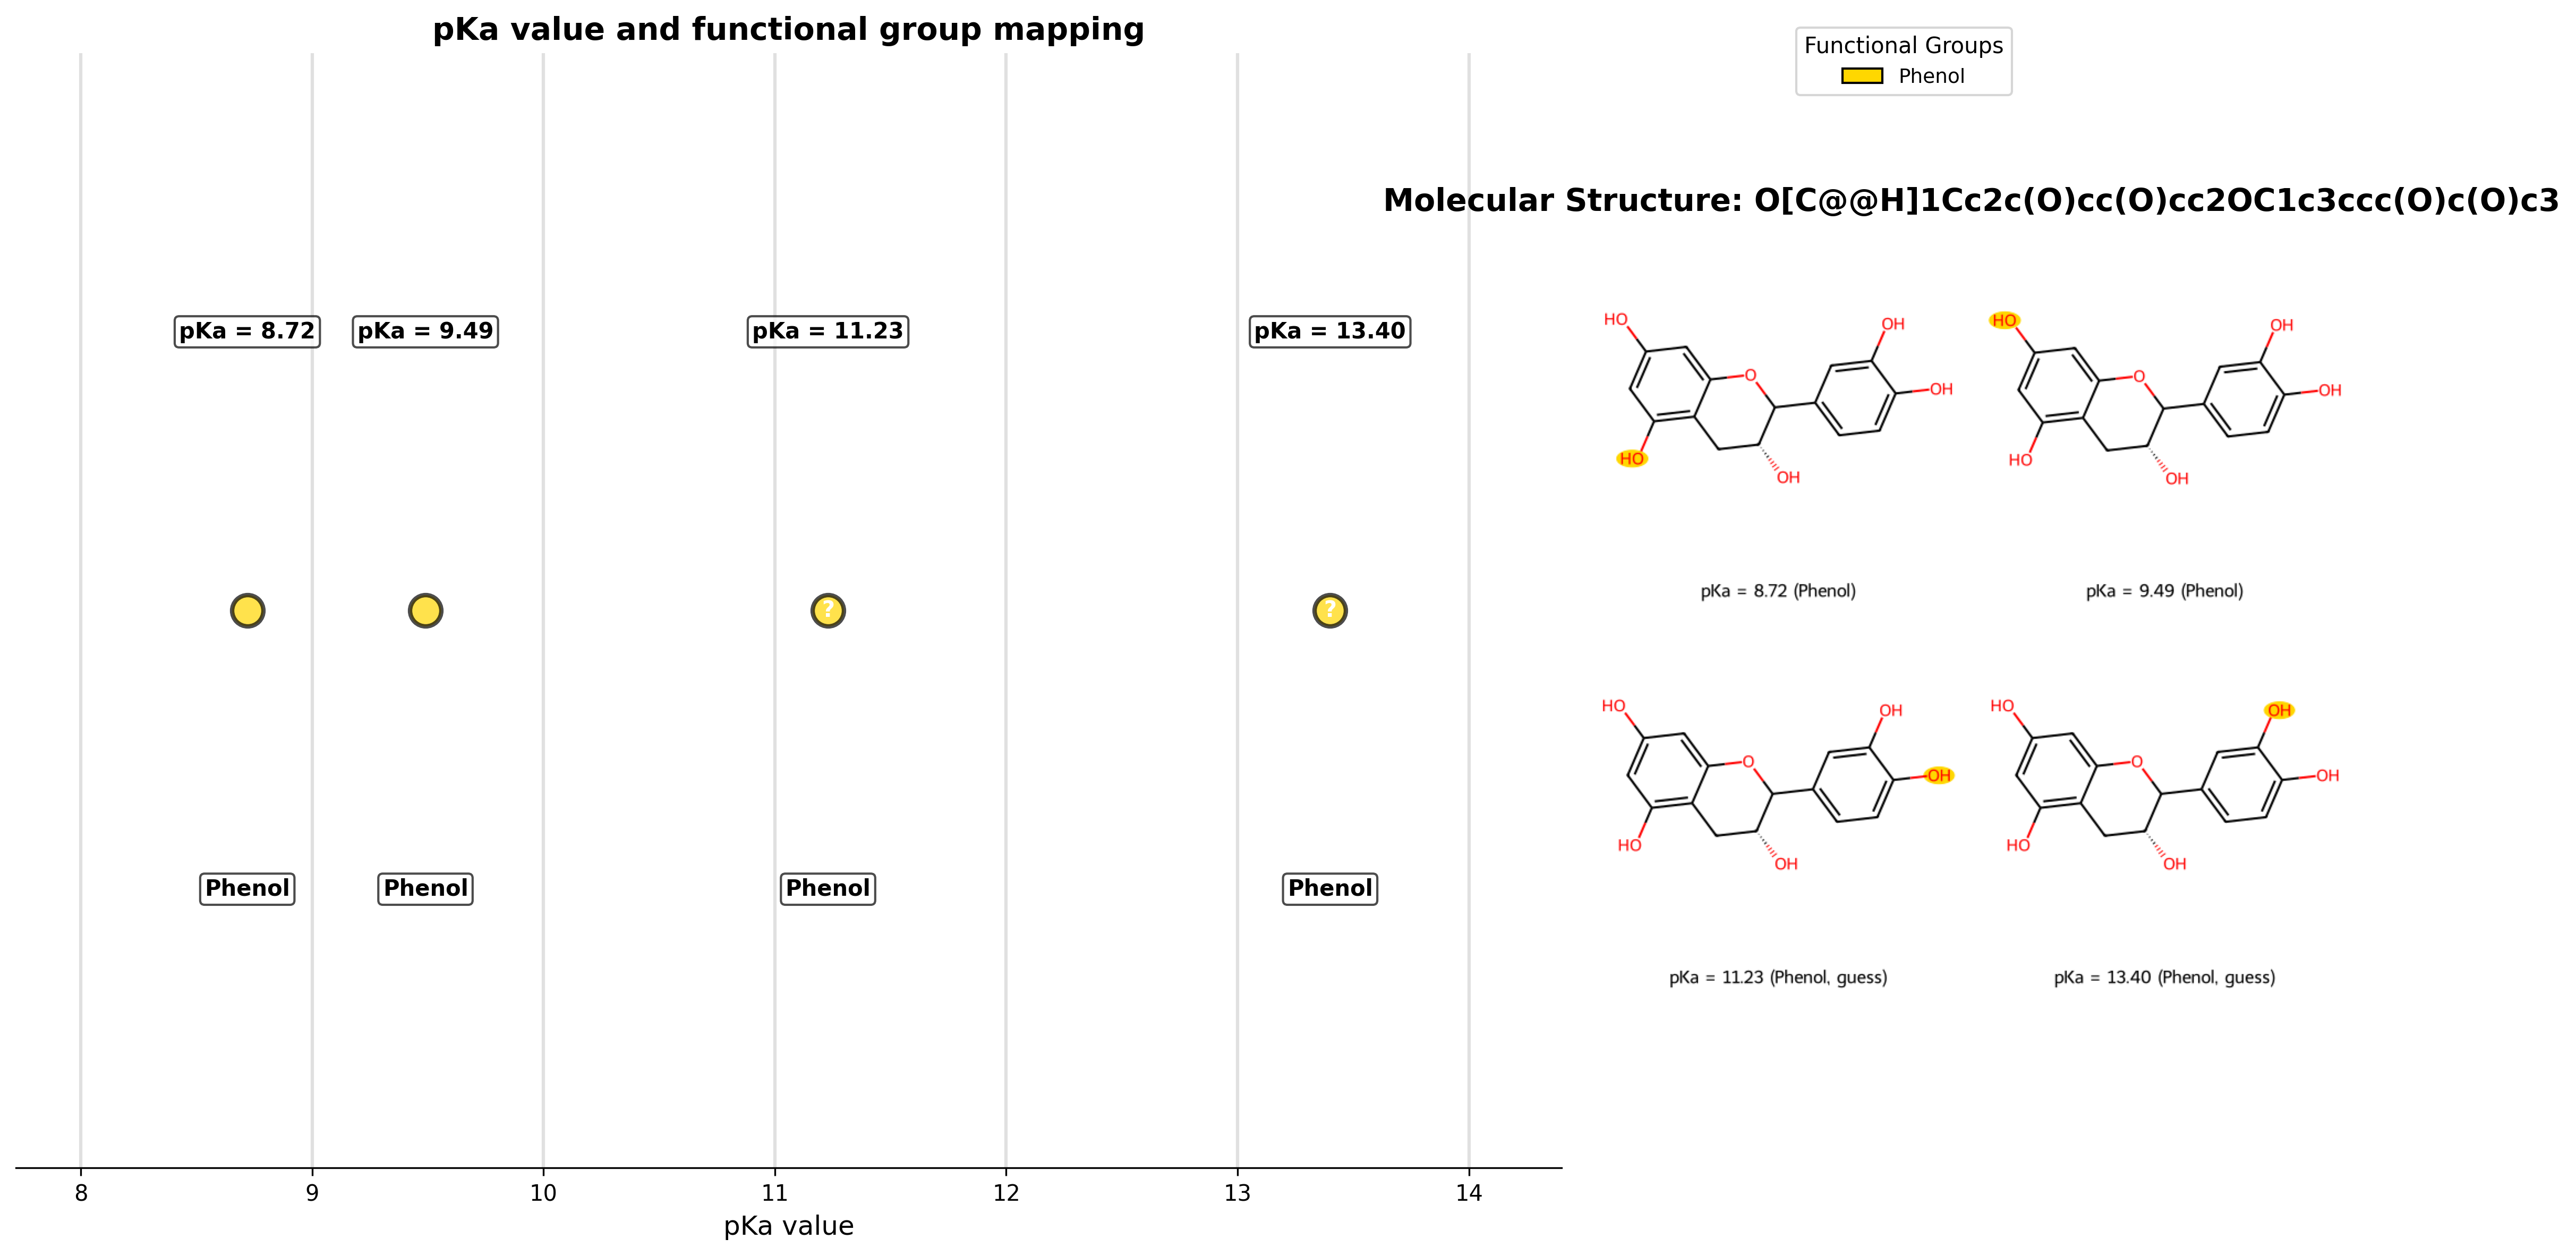 pKa value and functional group mapping
pKa = 8.72
pKa = 9.49
pKa = 11.23
pKa = 13.40
?
?
Phenol
Phenol
Phenol
Phenol
8
9
10
11
12
13
14
pKa value
Functional Groups
Phenol
Molecular Structure: O[C@@H]1Cc2c(O)cc(O)cc2OC1c3ccc(O)c(O)c3
HO
OH
O
OH
HO
OH
pKa = 8.72 (Phenol)
HO
OH
O
OH
HO
OH
pKa = 9.49 (Phenol)
HO
OH
O
OH
HO
OH
pKa = 11.23 (Phenol, guess)
HO
OH
O
OH
HO
OH
pKa = 13.40 (Phenol, guess)